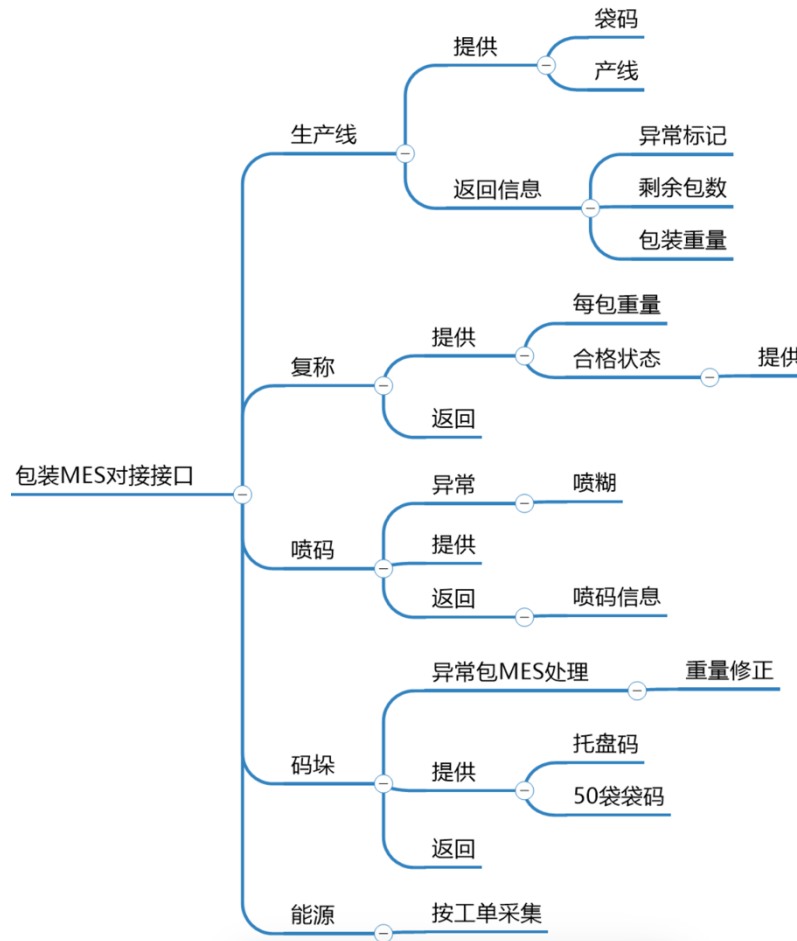 包装MES对接接口
生产线
提供
袋码
产线
返回信息
异常标记
剩余包数
包装重量
复称
提供
每包重量
合格状态
提供
返回
喷码
异常
喷糊
提供
返回
喷码信息
码垛
异常包MES处理
重量修正
提供
托盘码
50袋袋码
返回
能源
按工单采集